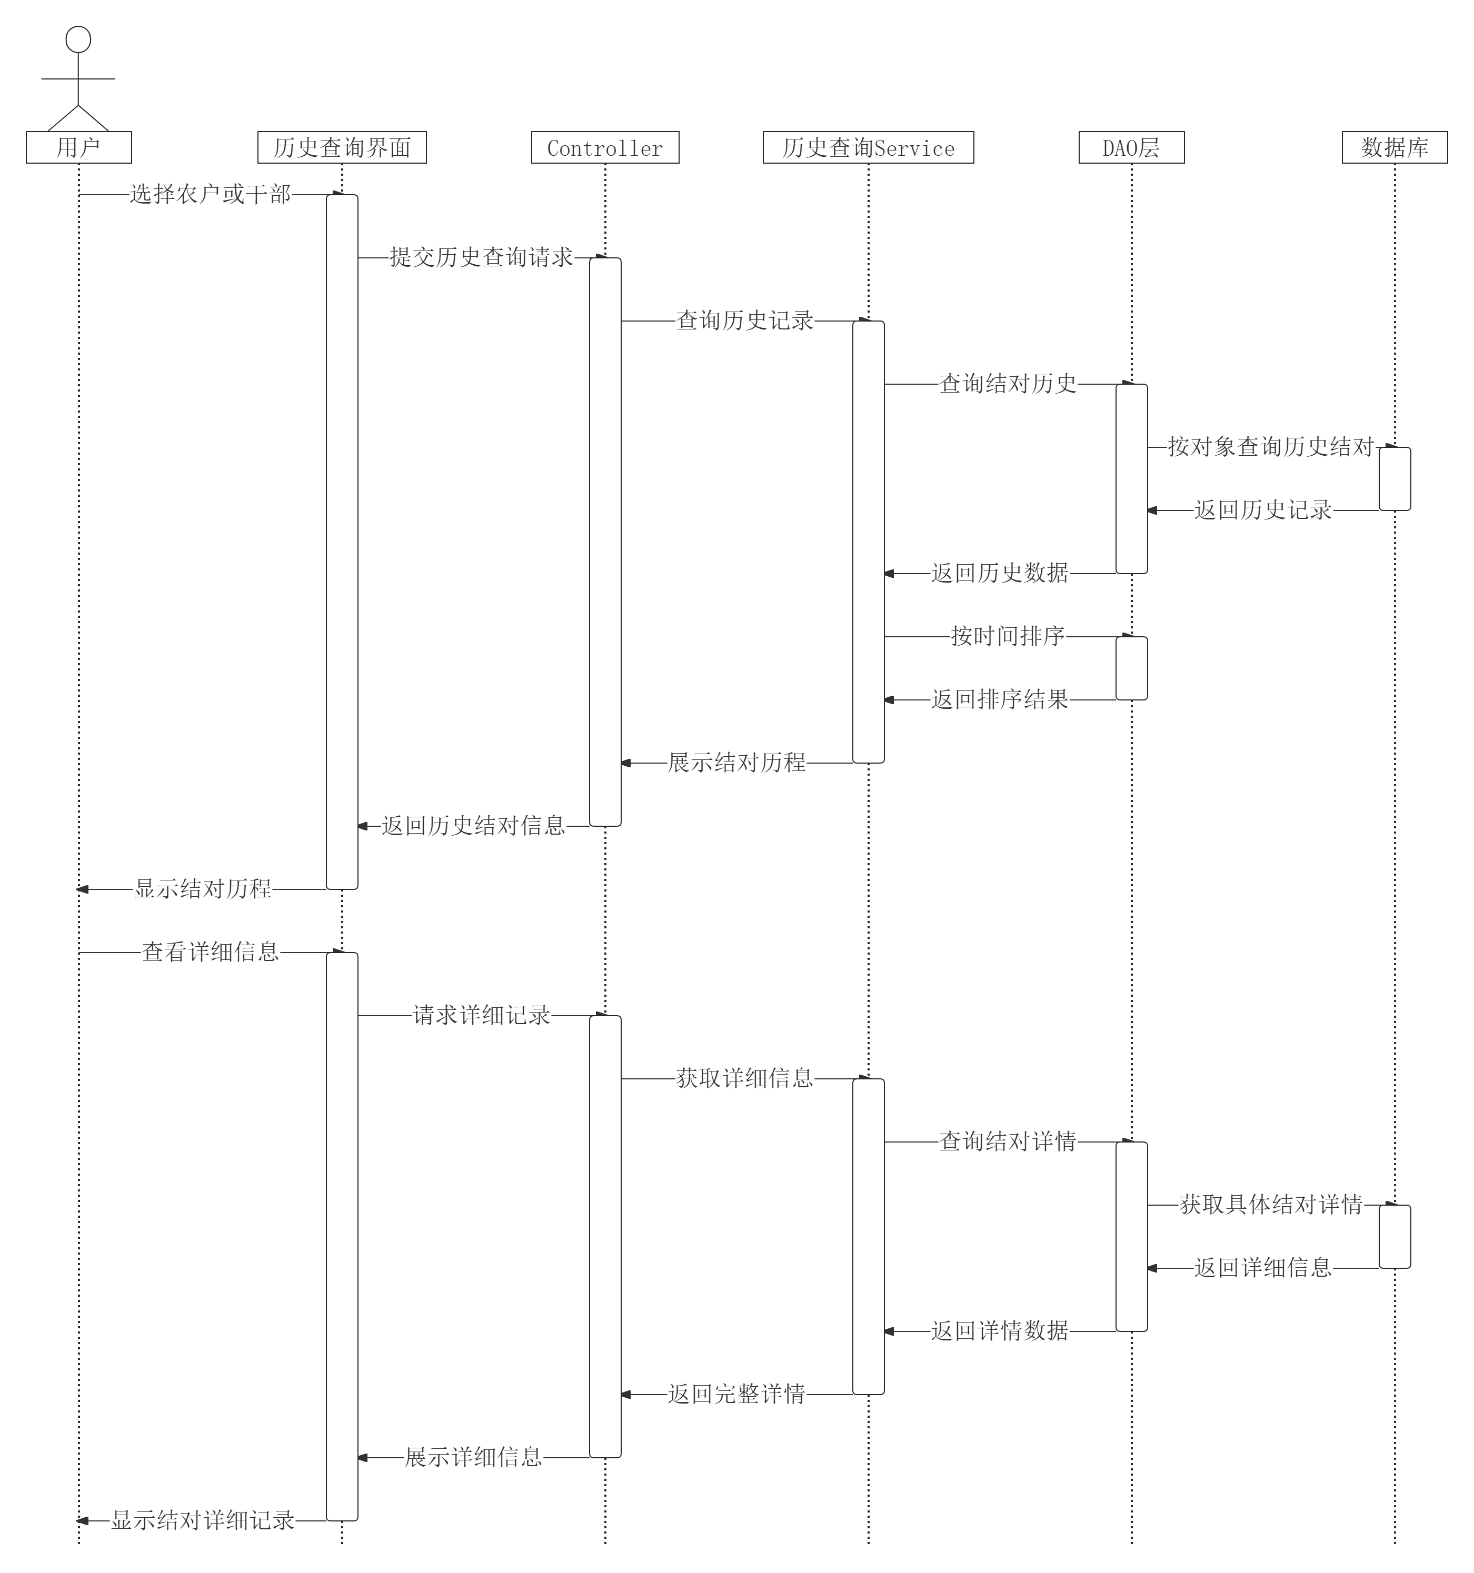 用户
历史查询界面
Controller
历史查询Service
DAO层
数据库
选择农户或干部
提交历史查询请求
查询历史记录
查询结对历史
按对象查询历史结对
返回历史记录
返回历史数据
按时间排序
返回排序结果
展示结对历程
返回历史结对信息
显示结对历程
查看详细信息
请求详细记录
获取详细信息
查询结对详情
获取具体结对详情
返回详细信息
返回详情数据
返回完整详情
展示详细信息
显示结对详细记录